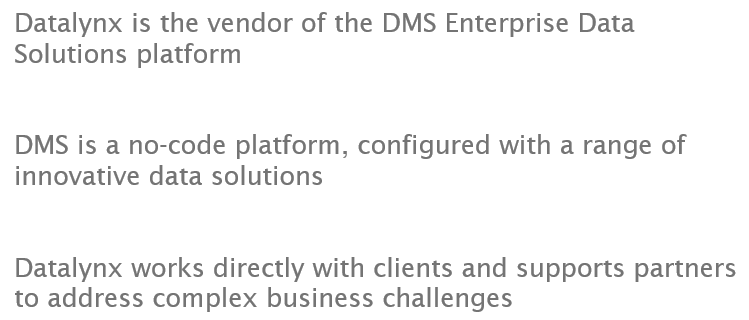 Datalynx is the vendor of the DMS Enterprise Data
Solutions platform
DMS is a no-code platform, configured with a range of
innovative data solutions
Datalynx works directly with clients and supports partners
to address complex business challenges